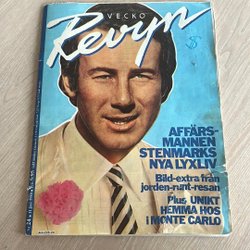 VECKO
Revyn
AFFÄRS-
MANNEN
STENMARKS
NYA LYXLIV
Bild-extra från
jorden-runt-resan
Plus UNIKT
HEMMA HOS
i MONTE CARLO